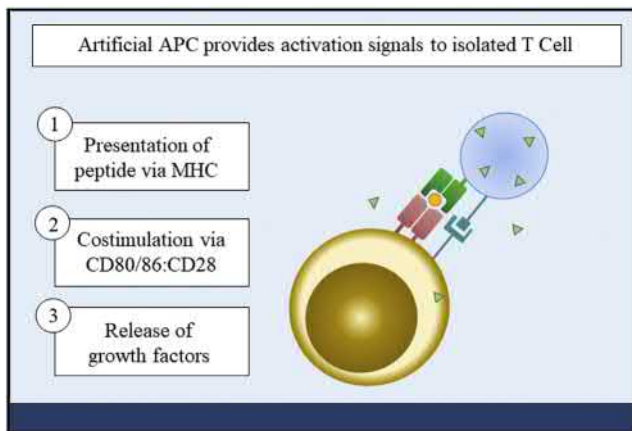 Artificial APC provides activation signals to isolated T Cell
1
Presentation of
peptide via MHC
2
Costimulation via
CD80/86:CD28
3
Release of
growth factors